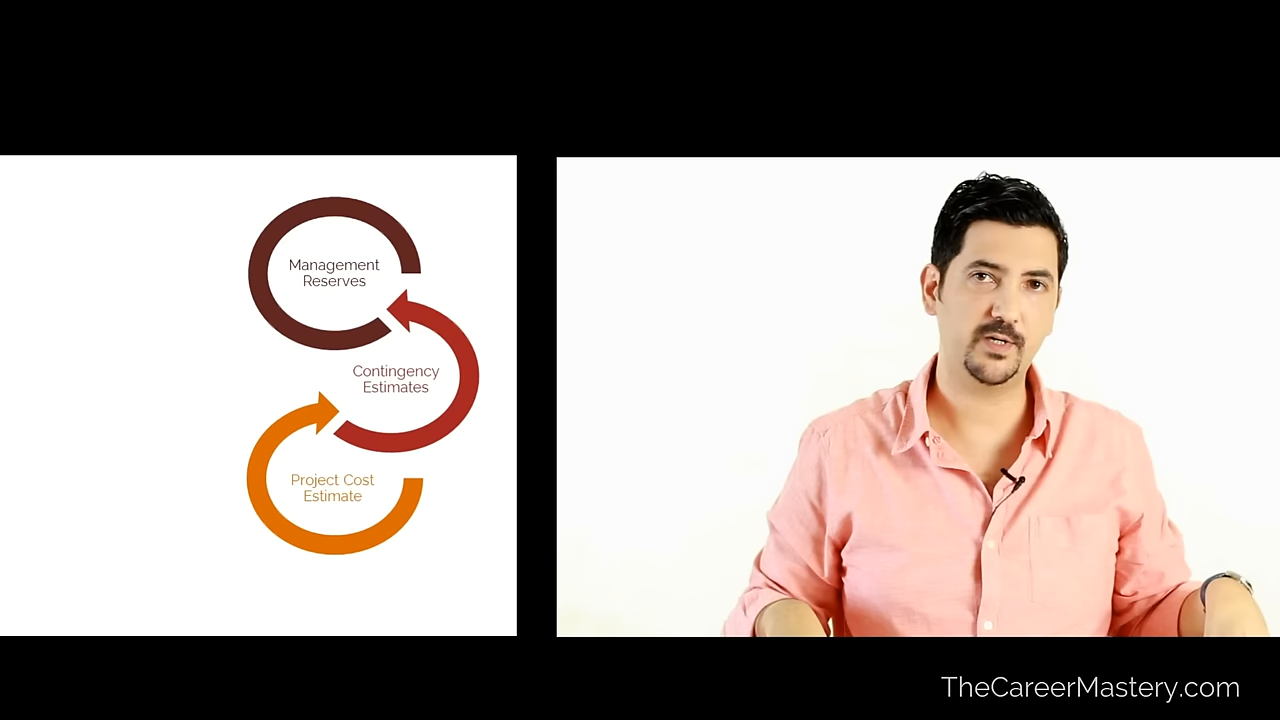 Management
Reserves
Contingency
Estimates
Project Cost
Estimate
TheCareerMastery.com